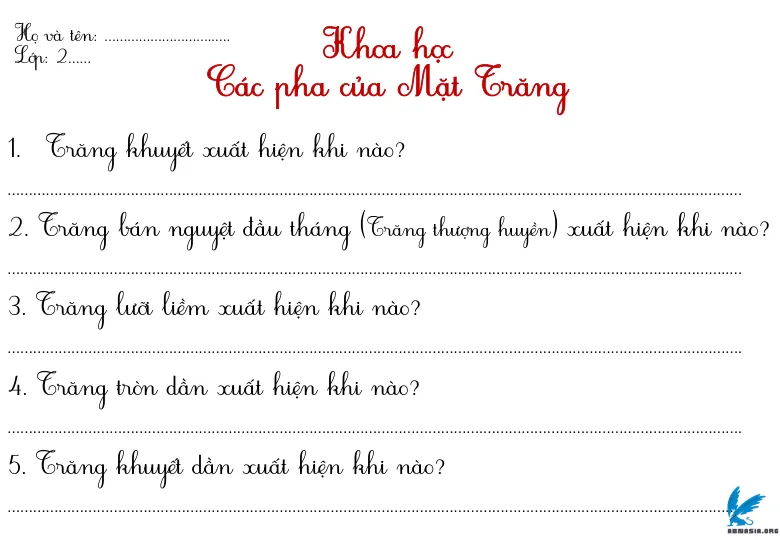 Họ và tên: .................................
Lớp: 2......
Khoa học
Các pha của Mặt Trăng
1. Trăng khuyết xuất hiện khi nào?
2. Trăng bán nguyệt đầu tháng (Trăng thượng huyền) xuất hiện khi nào?
3. Trăng lưỡi liềm xuất hiện khi nào?
4. Trăng tròn dần xuất hiện khi nào?
5. Trăng khuyết dần xuất hiện khi nào?
ABMASIA.ORG